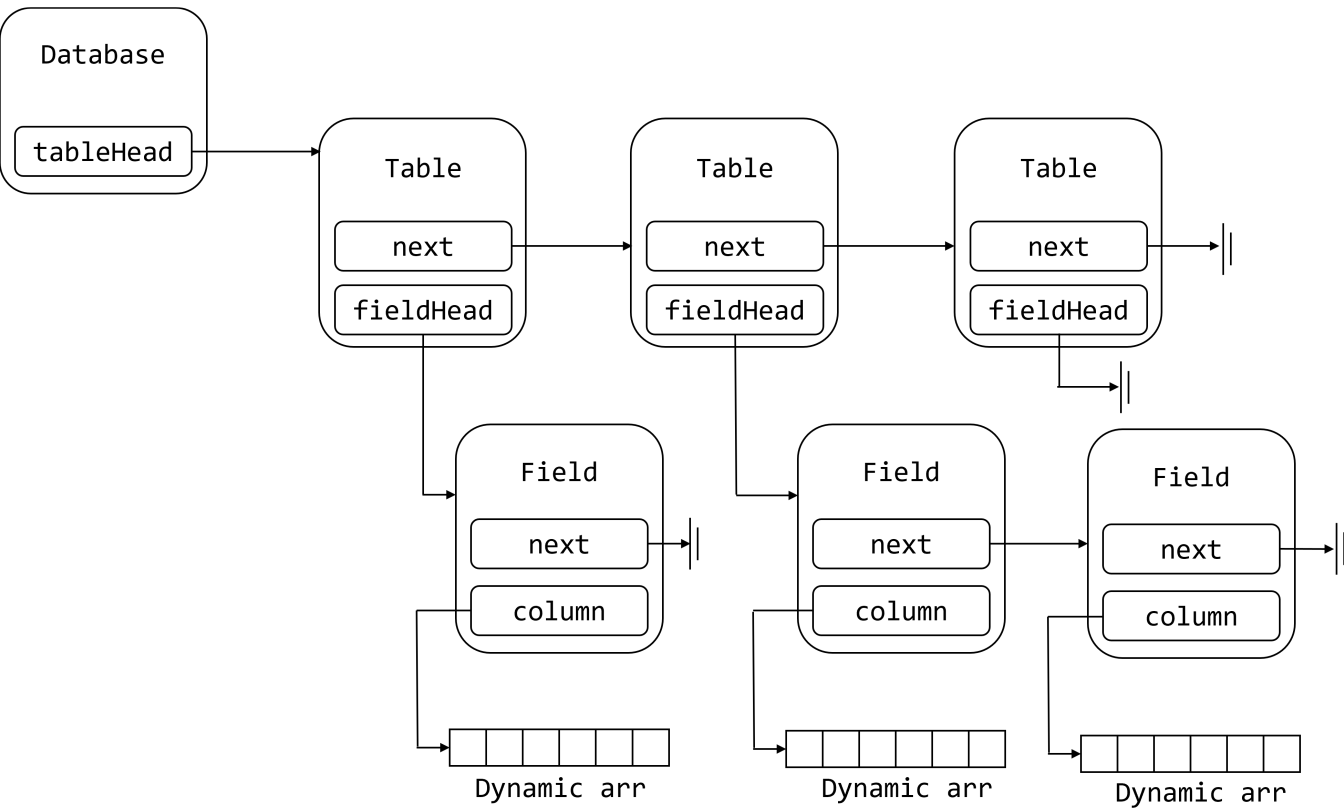 Database
tableHead
Table
Table
Table
next
next
next
fieldHead
fieldHead
fieldHead
Field
Field
Field
next
next
next
column
column
column
Dynamic arr
Dynamic arr
Dynamic arr